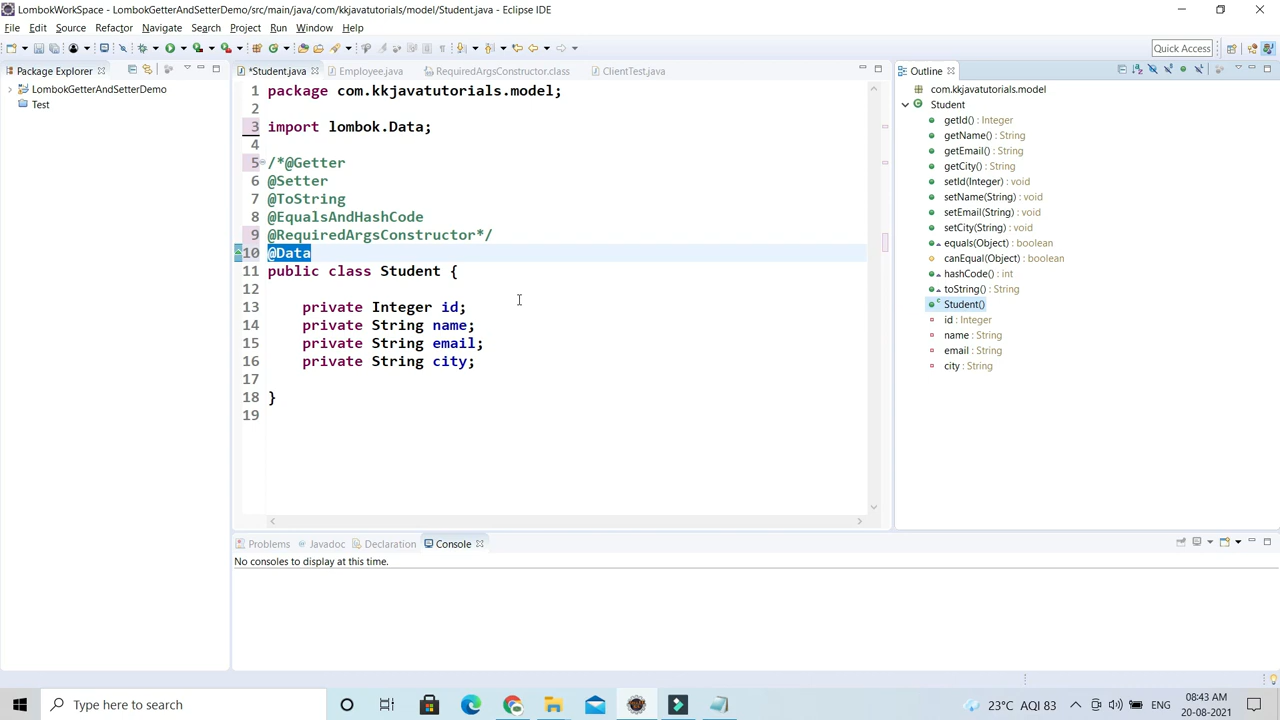 LombokWorkSpace - LombokGetterAndSetterDemo/src/main/java/com/kkjavatutorials/model/Student.java - Eclipse IDE
File Edit Source Refactor Navigate Search Project Run Window Help
Quick Access
Package Explorer
LombokGetterAndSetterDemo
Test
*Student.java Employee.java RequiredArgsConstructor.class ClientTest.java
1 package com.kkjavatutorials.model;
2
3 import lombok.Data;
4
5 /*@Getter
6 @Setter
7 @ToString
8 @EqualsAndHashCode
9 @RequiredArgsConstructor*/
10 @Data
11 public class Student {
12
13 private Integer id;
14 private String name;
15 private String email;
16 private String city;
17
18 }
19
Outline
com.kkjavatutorials.model
Student
getId() : Integer
getName() : String
getEmail() : String
getCity() : String
setId(Integer) : void
setName(String) : void
setEmail(String) : void
setCity(String) : void
equals(Object) : boolean
canEqual(Object) : boolean
hashCode() : int
toString() : String
Student()
id : Integer
name : String
email : String
city : String
Problems Javadoc Declaration Console
No consoles to display at this time.
Type here to search
23°C AQI 83
ENG
08:43 AM
20-08-2021